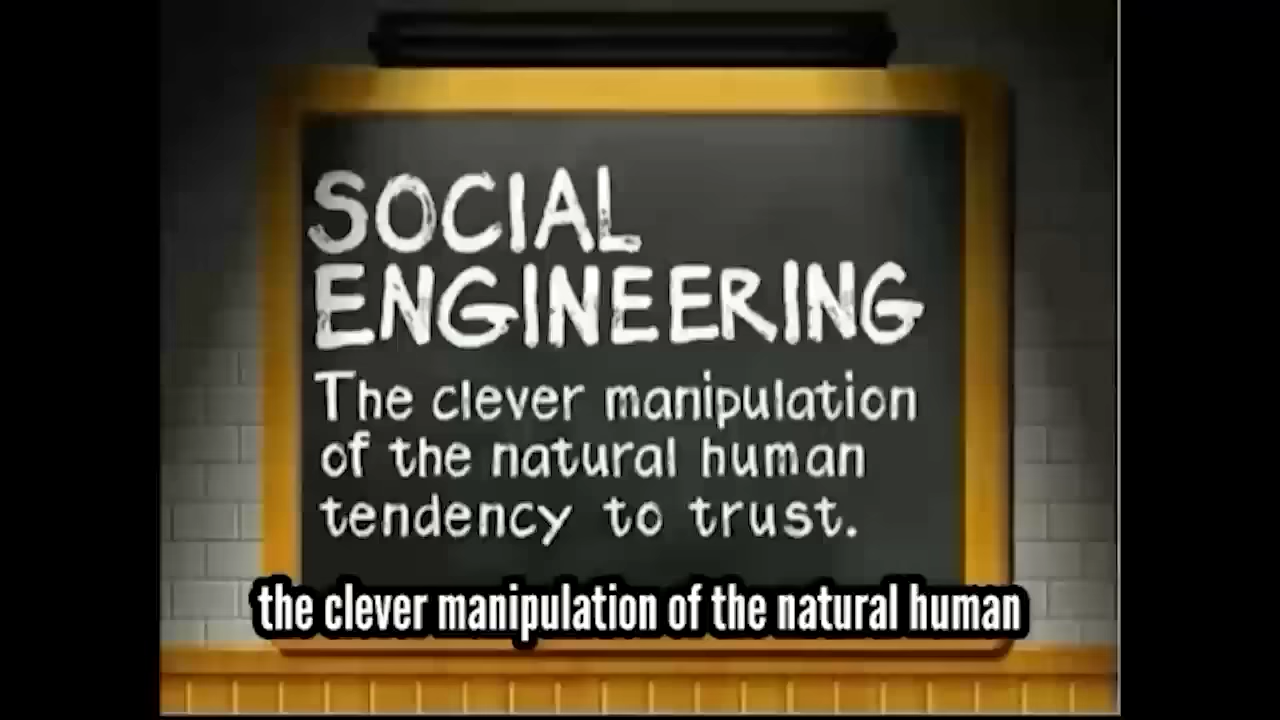 SOCIAL
ENGINEERING
The clever manipulation
of the natural human
tendency to trust.
the clever manipulation of the natural human